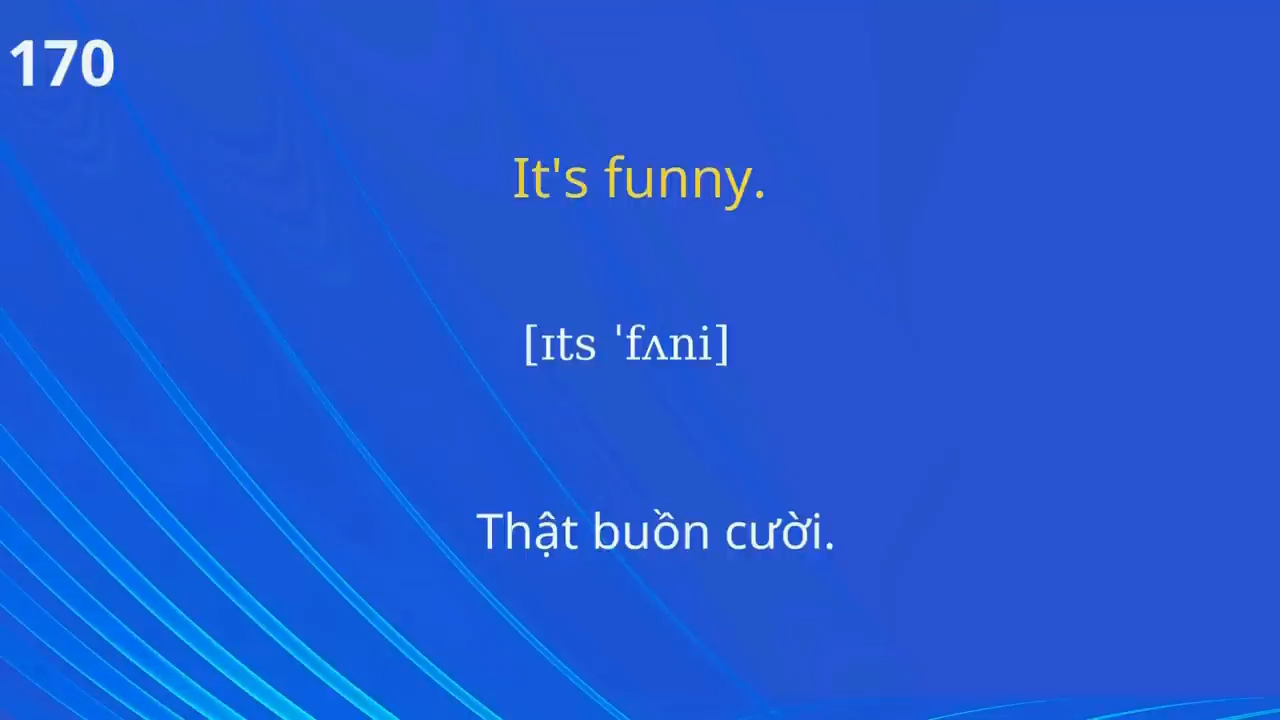 170
It's funny.
[ɪts ˈfʌni]
Thật buồn cười.